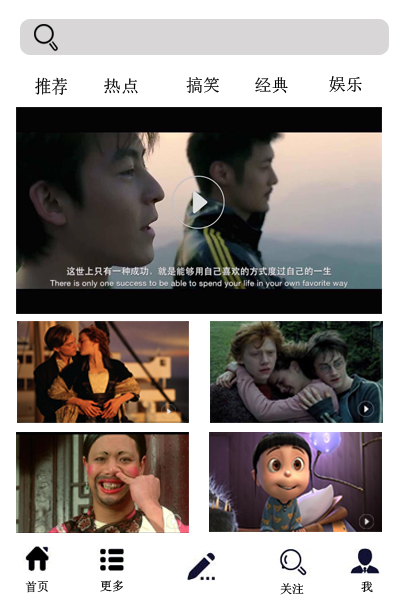 推荐 热点 搞笑 经典 娱乐
这世上只有一种成功，就是能够用自己喜欢的方式度过自己的一生
There is only one success to be able to spend your life in your own favorite way
首页 更多 关注 我